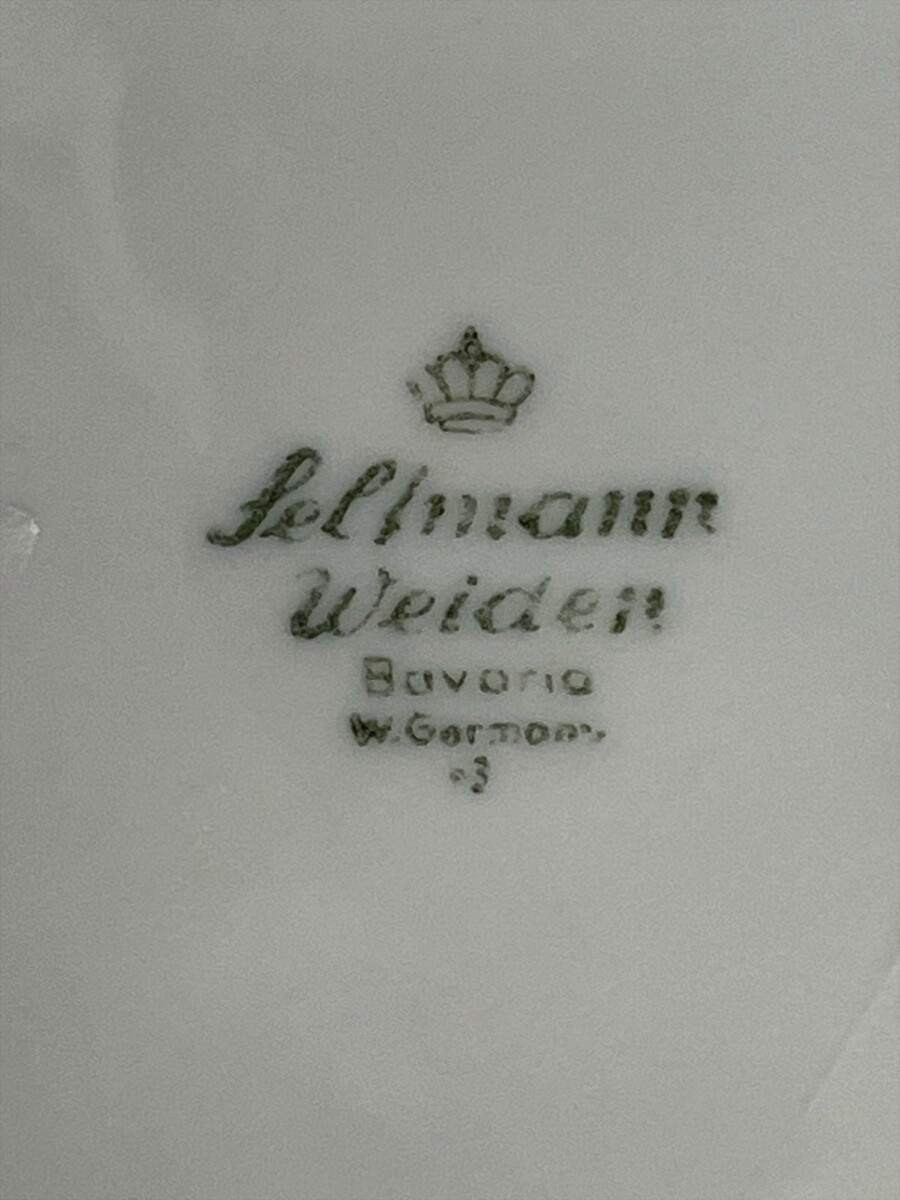 Seltmann
Weiden
Bavaria
W.Germany